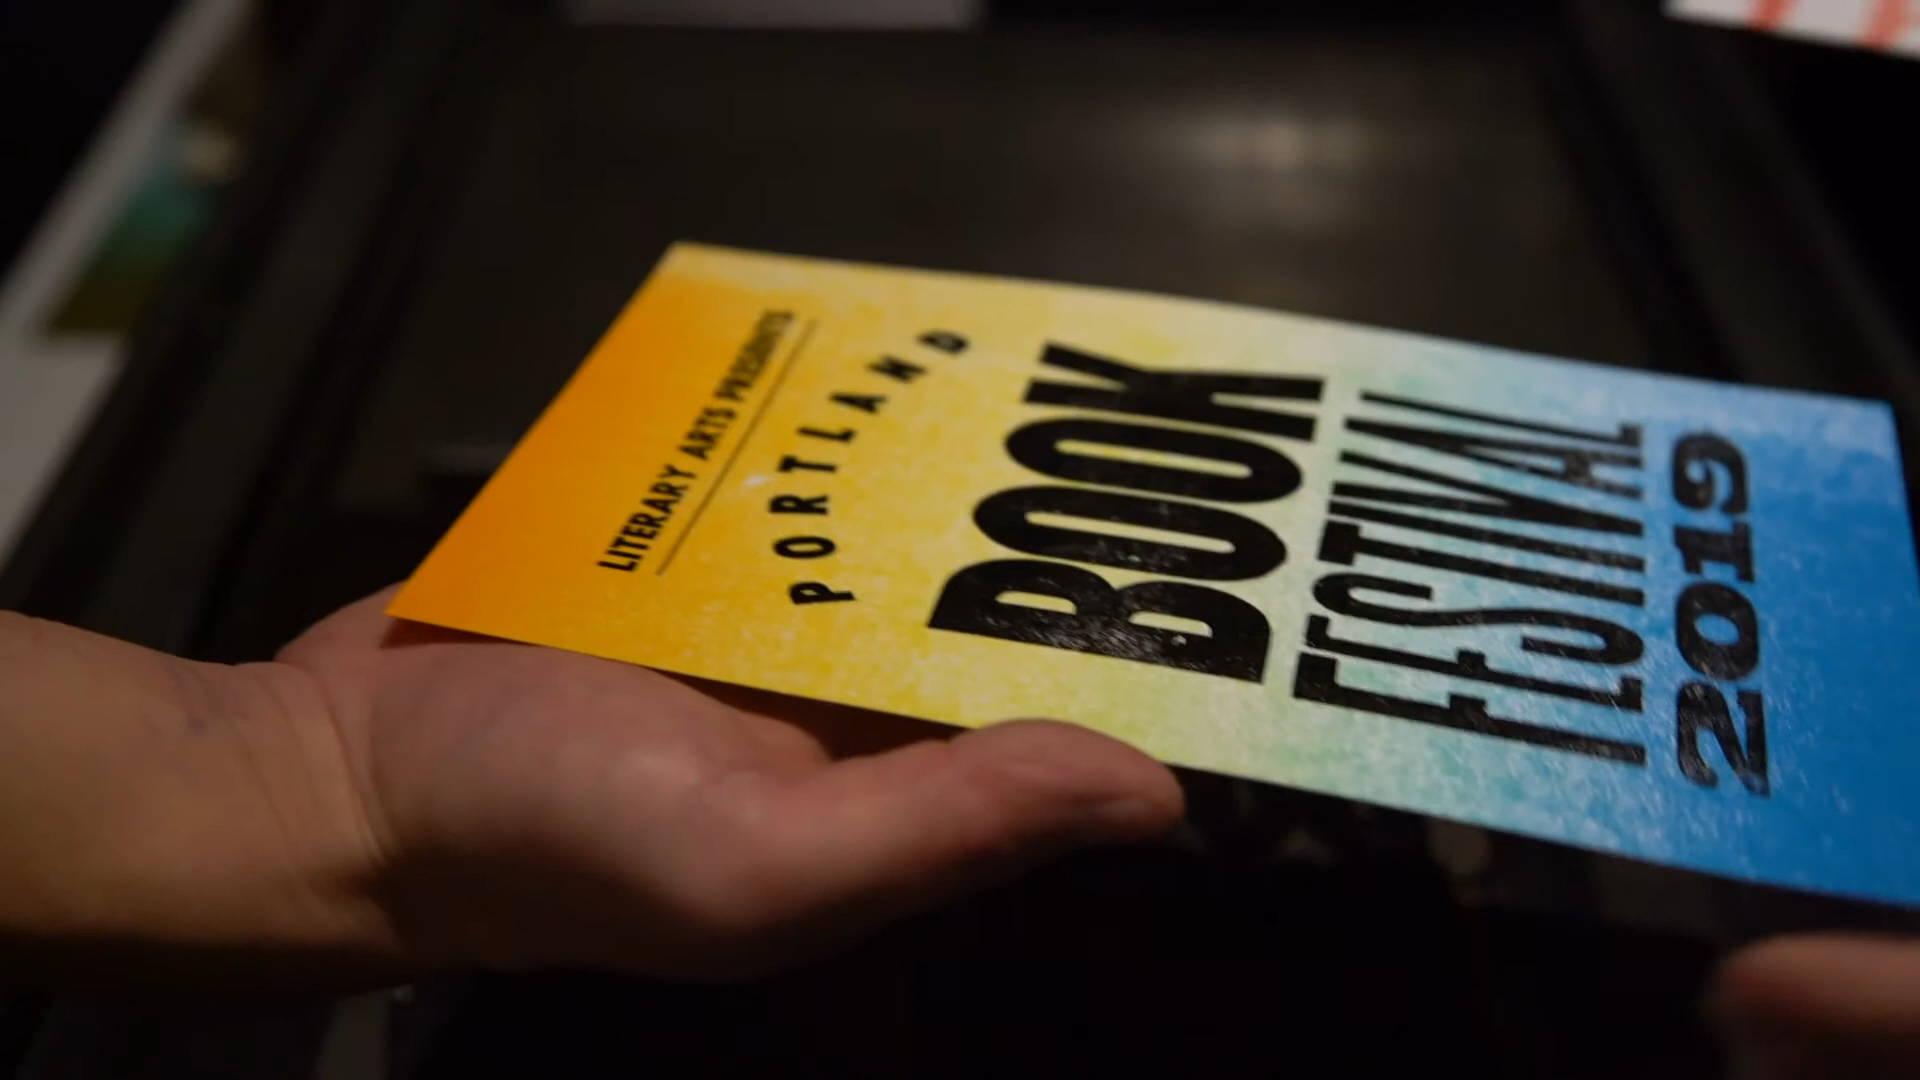 LITERARY ARTS PRESENTS
PORTLAND
BOOK
FESTIVAL
2019